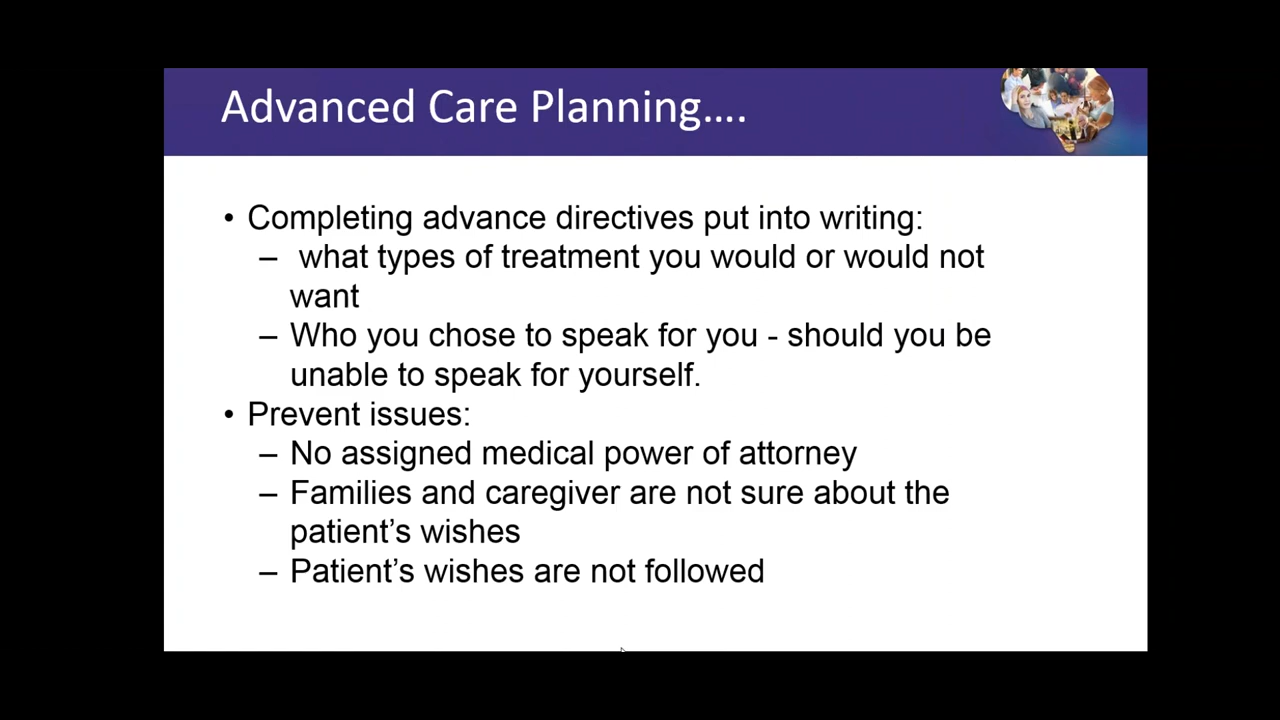 Advanced Care Planning....
• Completing advance directives put into writing:
– what types of treatment you would or would not
want
– Who you chose to speak for you - should you be
unable to speak for yourself.
• Prevent issues:
– No assigned medical power of attorney
– Families and caregiver are not sure about the
patient’s wishes
– Patient’s wishes are not followed